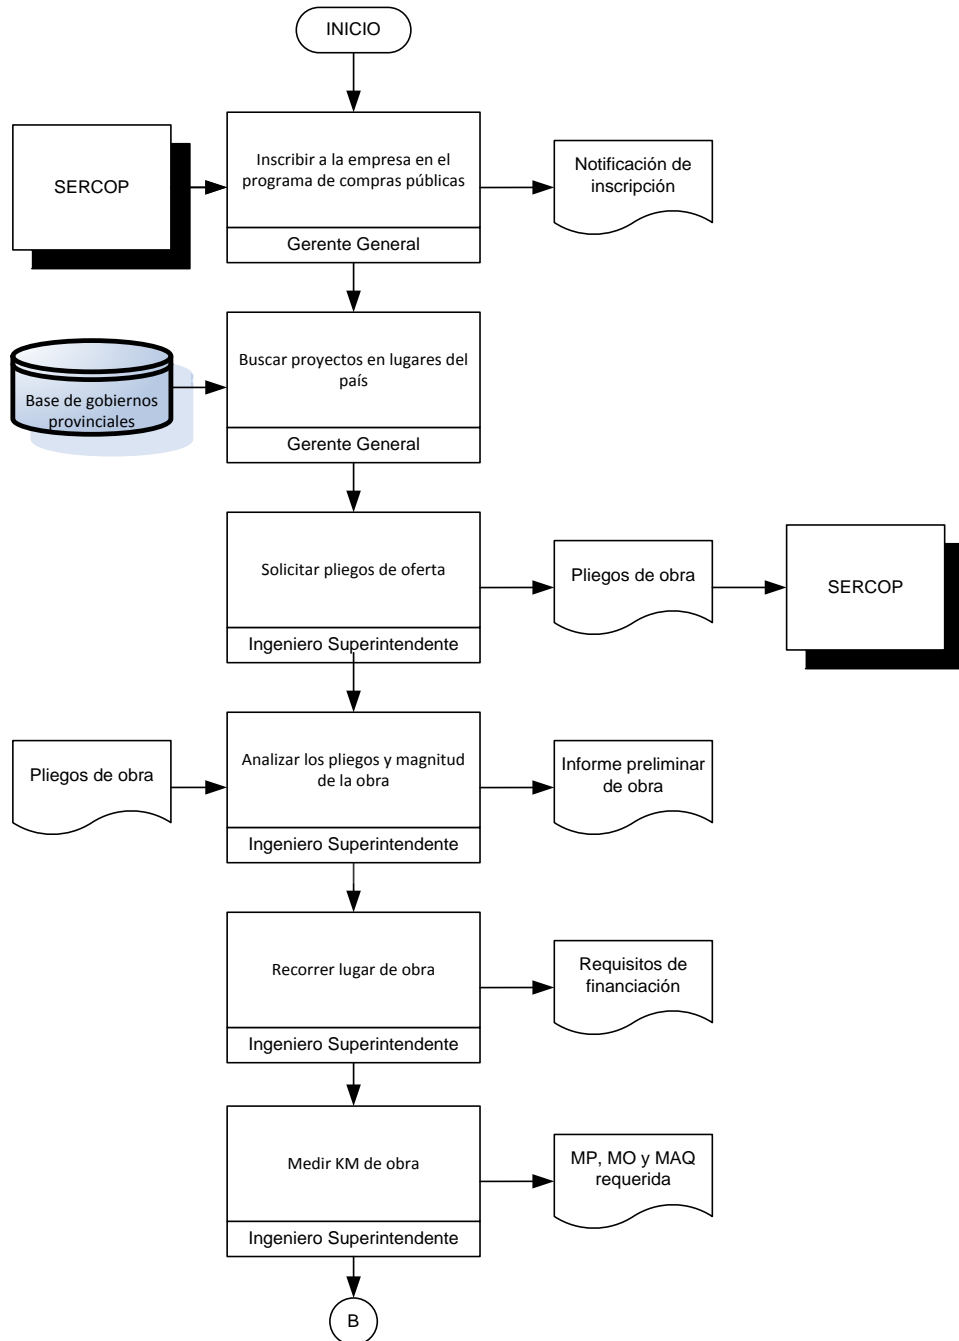 INICIO
SERCOP
Inscribir a la empresa en el
programa de compras públicas
Gerente General
Notificación de
inscripción
Base de gobiernos
provinciales
Buscar proyectos en lugares del
país
Gerente General
Solicitar pliegos de oferta
Ingeniero Superintendente
Pliegos de obra
SERCOP
Pliegos de obra
Analizar los pliegos y magnitud
de la obra
Ingeniero Superintendente
Informe preliminar
de obra
Recorrer lugar de obra
Ingeniero Superintendente
Requisitos de
financiación
Medir KM de obra
Ingeniero Superintendente
MP, MO y MAQ
requerida
B